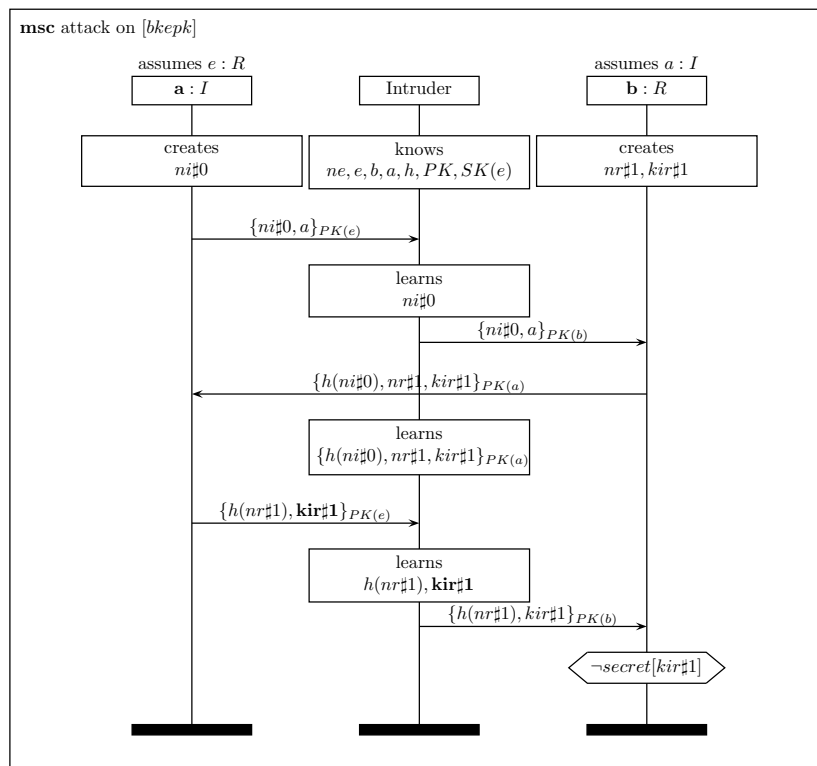 msc attack on [bkepk]
assumes e : R
assumes a : I
a : I
Intruder
b : R
creates
ni♯0
knows
ne, e, b, a, h, PK, SK(e)
creates
nr♯1, kir♯1
{ni♯0, a}PK(e)
learns
ni♯0
{ni♯0, a}PK(b)
{h(ni♯0), nr♯1, kir♯1}PK(a)
learns
{h(ni♯0), nr♯1, kir♯1}PK(a)
{h(nr♯1), kir♯1}PK(e)
learns
h(nr♯1), kir♯1
{h(nr♯1), kir♯1}PK(b)
¬secret[kir♯1]